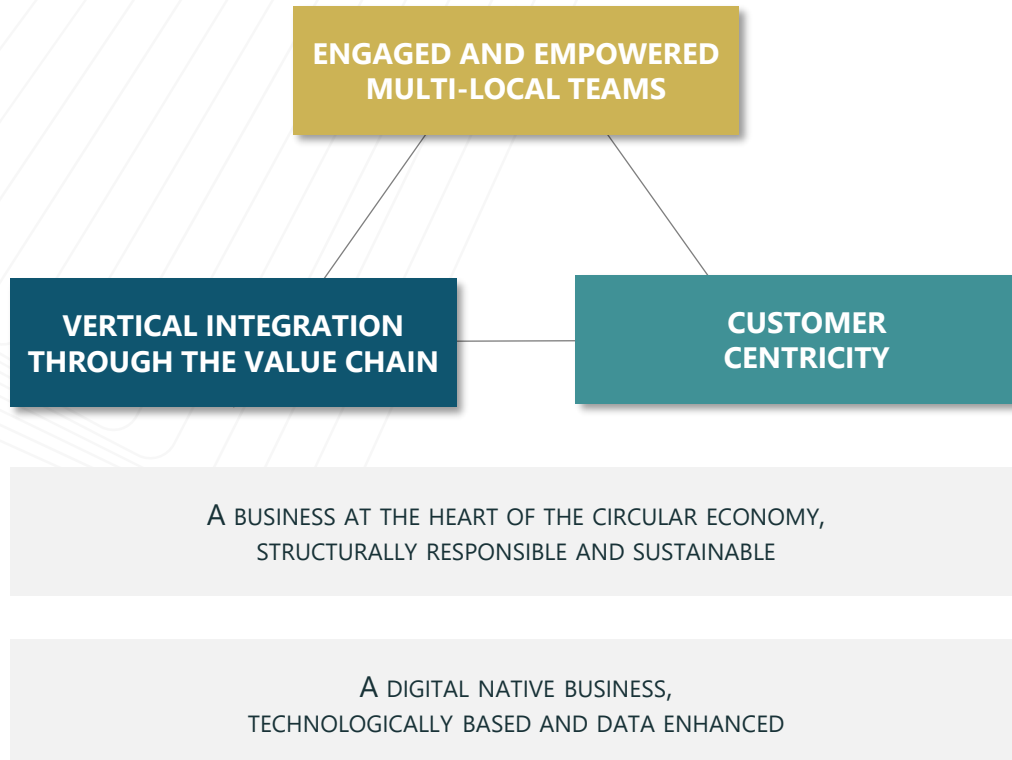 ENGAGED AND EMPOWERED
MULTI-LOCAL TEAMS
VERTICAL INTEGRATION
THROUGH THE VALUE CHAIN
CUSTOMER
CENTRICITY
A BUSINESS AT THE HEART OF THE CIRCULAR ECONOMY,
STRUCTURALLY RESPONSIBLE AND SUSTAINABLE
A DIGITAL NATIVE BUSINESS,
TECHNOLOGICALLY BASED AND DATA ENHANCED